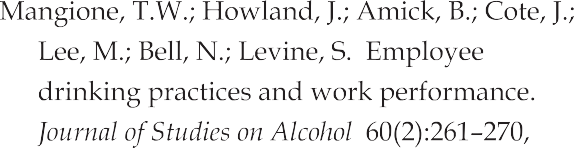 Mangione, T.W.; Howland, J.; Amick, B.; Cote, J.;
Lee, M.; Bell, N.; Levine, S. Employee
drinking practices and work performance.
Journal of Studies on Alcohol 60(2):261–270,